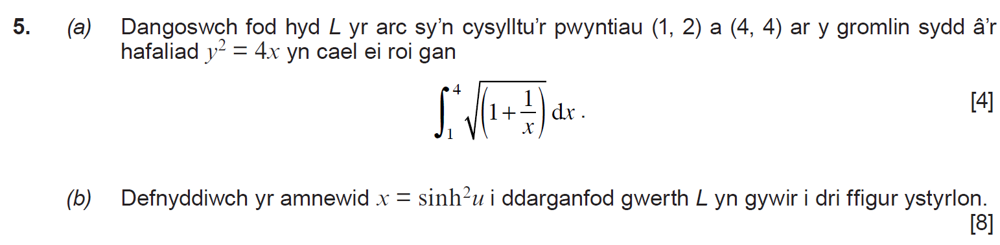 5. (a) Dangoswch fod hyd L yr arc sy'n cysylltu'r pwyntiau (1, 2) a (4, 4) ar y gromlin sydd â'r
hafaliad y² = 4x yn cael ei roi gan
∫₁⁴ √(1 + 1/x) dx .
[4]
(b) Defnyddiwch yr amnewid x = sinh²u i ddarganfod gwerth L yn gywir i dri ffigur ystyrlon.
[8]